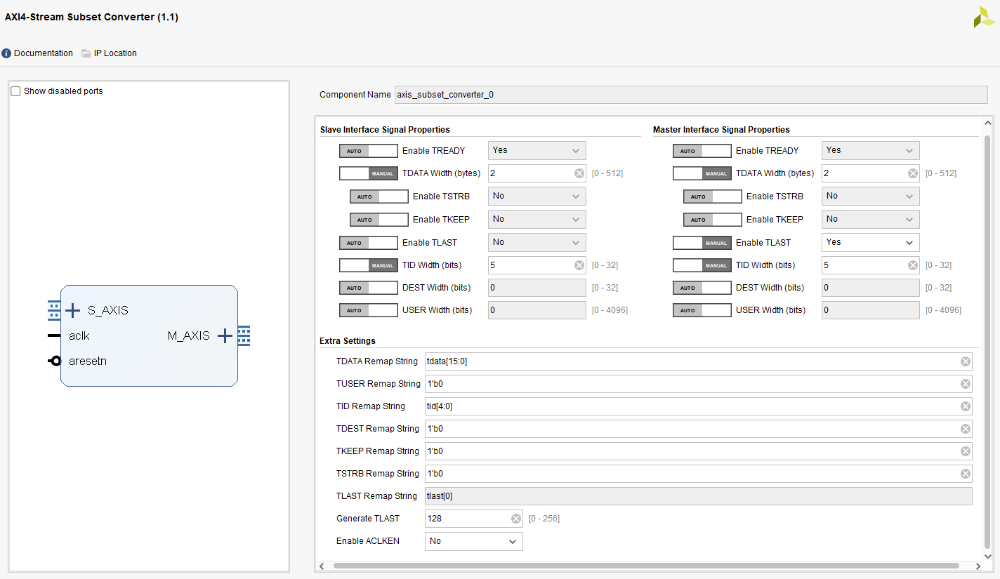 AXI4-Stream Subset Converter (1.1)
Documentation IP Location
Show disabled ports
S_AXIS
aclk
M_AXIS
aresetn
Component Name axis_subset_converter_0
Slave Interface Signal Properties
AUTO Enable TREADY Yes
MANUAL TDATA Width (bytes) 2 [0 - 512]
AUTO Enable TSTRB No
AUTO Enable TKEEP No
AUTO Enable TLAST No
MANUAL TID Width (bits) 5 [0 - 32]
AUTO DEST Width (bits) 0 [0 - 32]
AUTO USER Width (bits) 0 [0 - 4096]
Master Interface Signal Properties
AUTO Enable TREADY Yes
MANUAL TDATA Width (bytes) 2 [0 - 512]
AUTO Enable TSTRB No
AUTO Enable TKEEP No
MANUAL Enable TLAST Yes
MANUAL TID Width (bits) 5 [0 - 32]
AUTO DEST Width (bits) 0 [0 - 32]
AUTO USER Width (bits) 0 [0 - 4096]
Extra Settings
TDATA Remap String tdata[15:0]
TUSER Remap String 1'b0
TID Remap String tid[4:0]
TDEST Remap String 1'b0
TKEEP Remap String 1'b0
TSTRB Remap String 1'b0
TLAST Remap String tlast[0]
Generate TLAST 128 [0 - 256]
Enable ACLKEN No